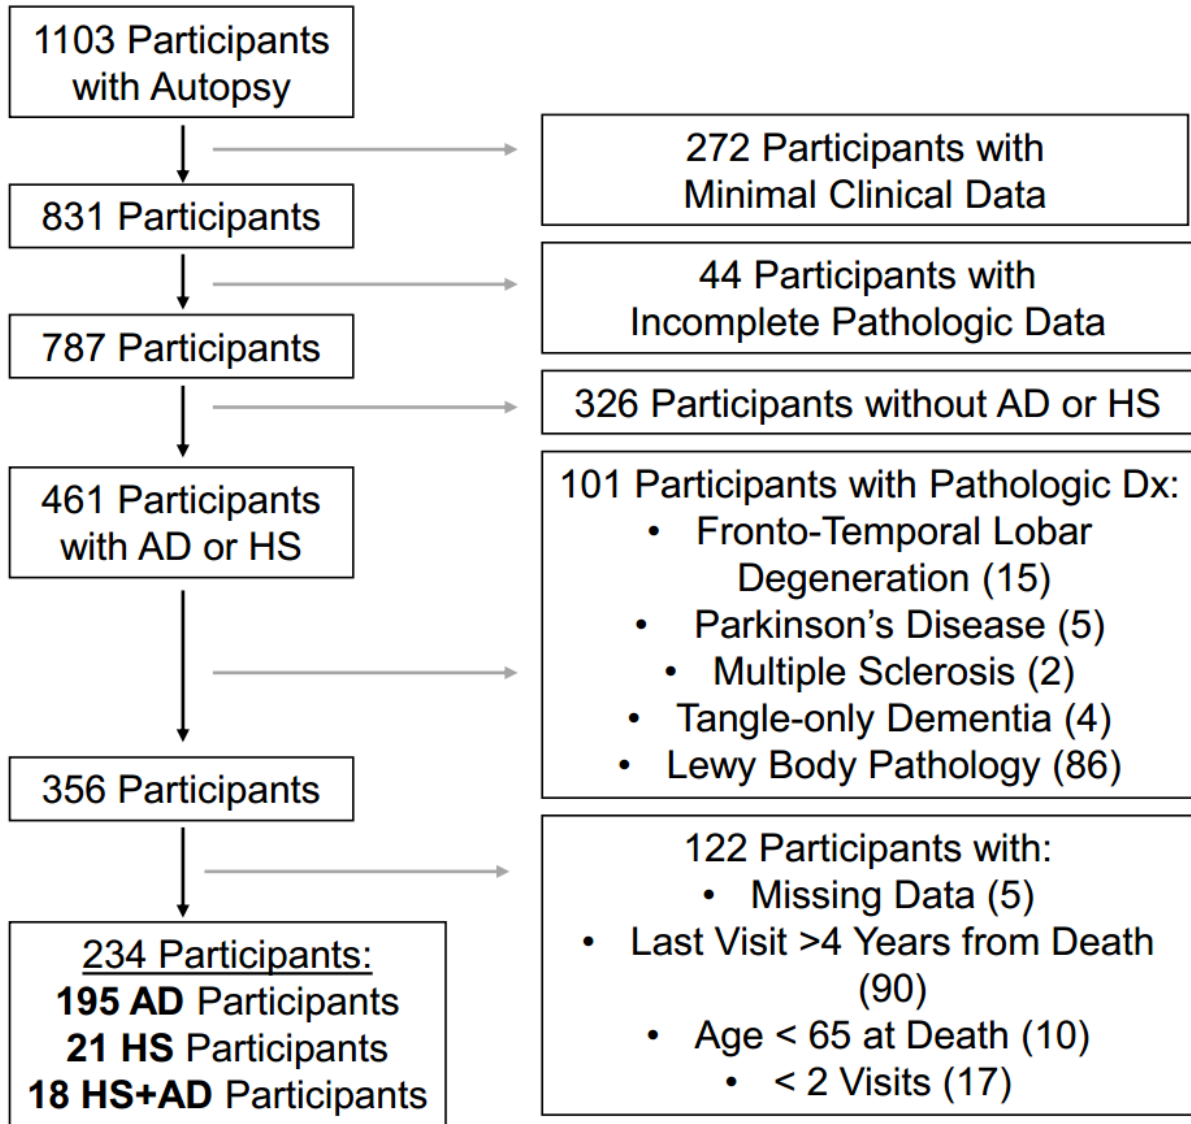 1103 Participants
with Autopsy
272 Participants with
Minimal Clinical Data
831 Participants
44 Participants with
Incomplete Pathologic Data
787 Participants
326 Participants without AD or HS
461 Participants
with AD or HS
101 Participants with Pathologic Dx:
• Fronto-Temporal Lobar
Degeneration (15)
• Parkinson's Disease (5)
• Multiple Sclerosis (2)
• Tangle-only Dementia (4)
• Lewy Body Pathology (86)
356 Participants
122 Participants with:
• Missing Data (5)
• Last Visit >4 Years from Death
(90)
• Age < 65 at Death (10)
• < 2 Visits (17)
234 Participants:
195 AD Participants
21 HS Participants
18 HS+AD Participants